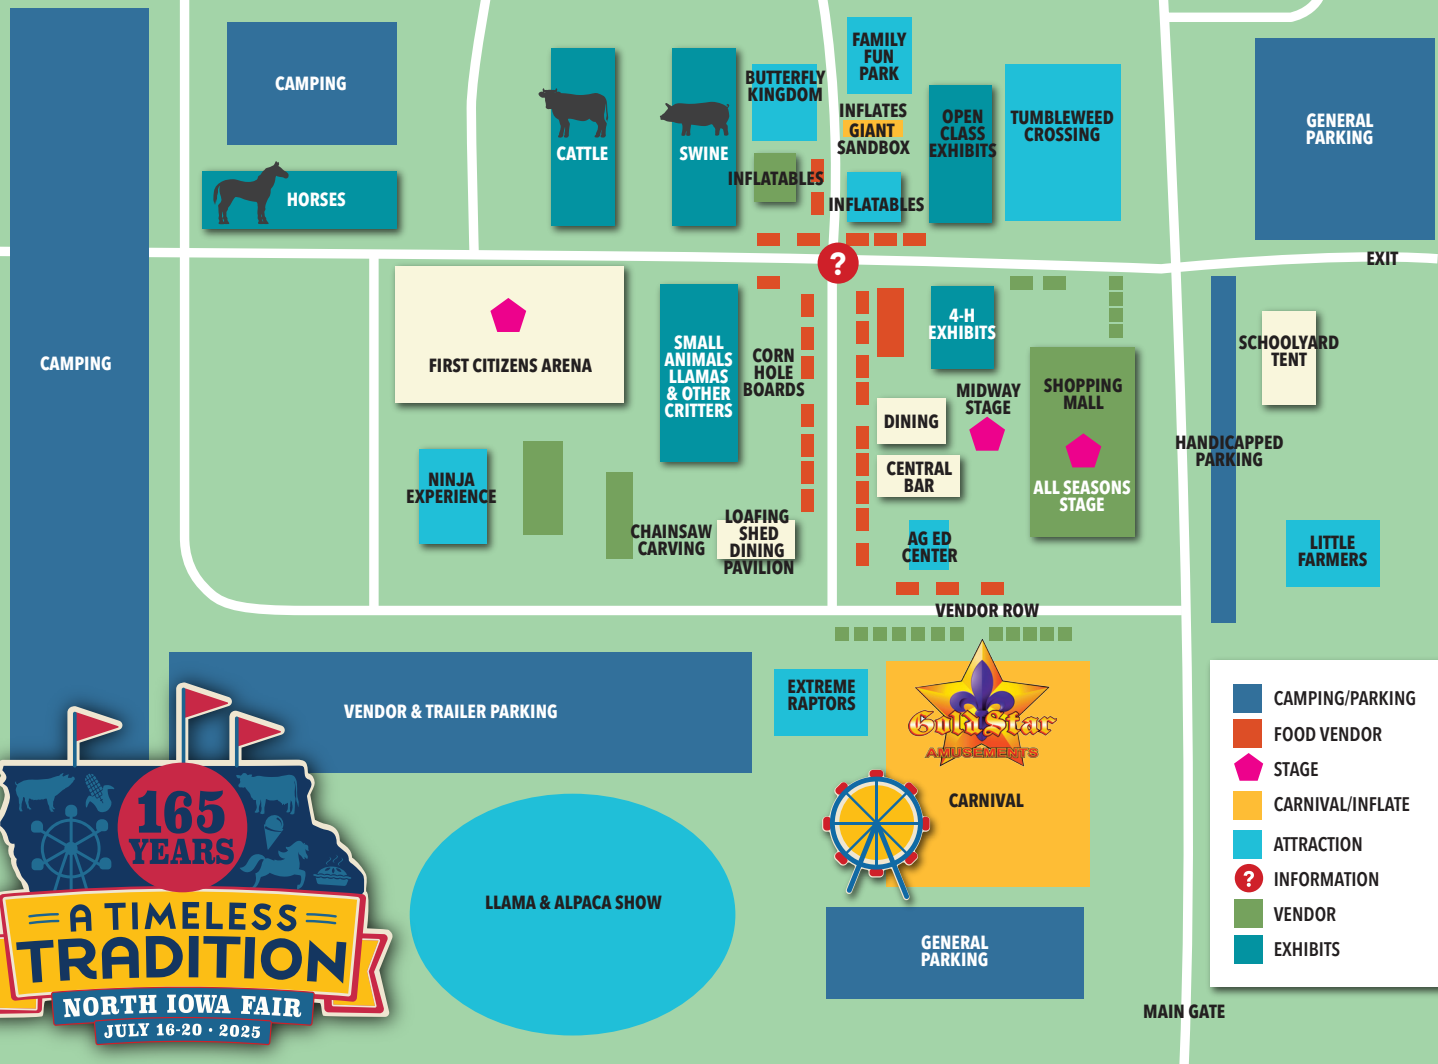 CAMPING
HORSES
CAMPING
CATTLE
SWINE
BUTTERFLY
KINGDOM
INFLATABLES
FAMILY
FUN
PARK
INFLATES
GIANT
SANDBOX
INFLATABLES
OPEN
CLASS
EXHIBITS
TUMBLEWEED
CROSSING
GENERAL
PARKING
EXIT
?
FIRST CITIZENS ARENA
SMALL
ANIMALS
LLAMAS
& OTHER
CRITTERS
CORN
HOLE
BOARDS
4-H
EXHIBITS
MIDWAY
STAGE
DINING
CENTRAL
BAR
SHOPPING
MALL
ALL SEASONS
STAGE
SCHOOLYARD
TENT
HANDICAPPED
PARKING
NINJA
EXPERIENCE
CHAINSAW
CARVING
LOAFING
SHED
DINING
PAVILION
AG ED
CENTER
LITTLE
FARMERS
VENDOR ROW
VENDOR & TRAILER PARKING
EXTREME
RAPTORS
GoldStar
AMUSEMENTS
CARNIVAL
LLAMA & ALPACA SHOW
GENERAL
PARKING
MAIN GATE
CAMPING/PARKING
FOOD VENDOR
STAGE
CARNIVAL/INFLATE
ATTRACTION
? INFORMATION
VENDOR
EXHIBITS
165
YEARS
A TIMELESS
TRADITION
NORTH IOWA FAIR
JULY 16-20 · 2025